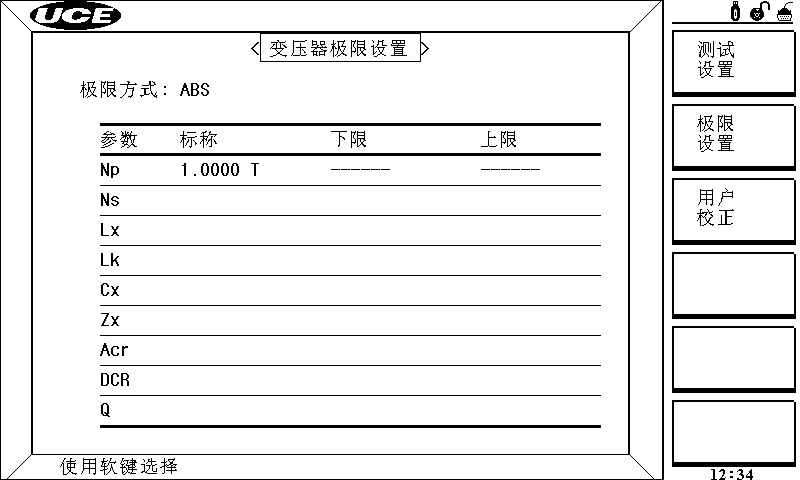 UCE
变压器极限设置
极限方式: ABS
参数 标称 下限 上限
Np 1.0000 T ------ ------
Ns
Lx
Lk
Cx
Zx
Acr
DCR
Q
使用软键选择
测试
设置
极限
设置
用户
校正
12:34